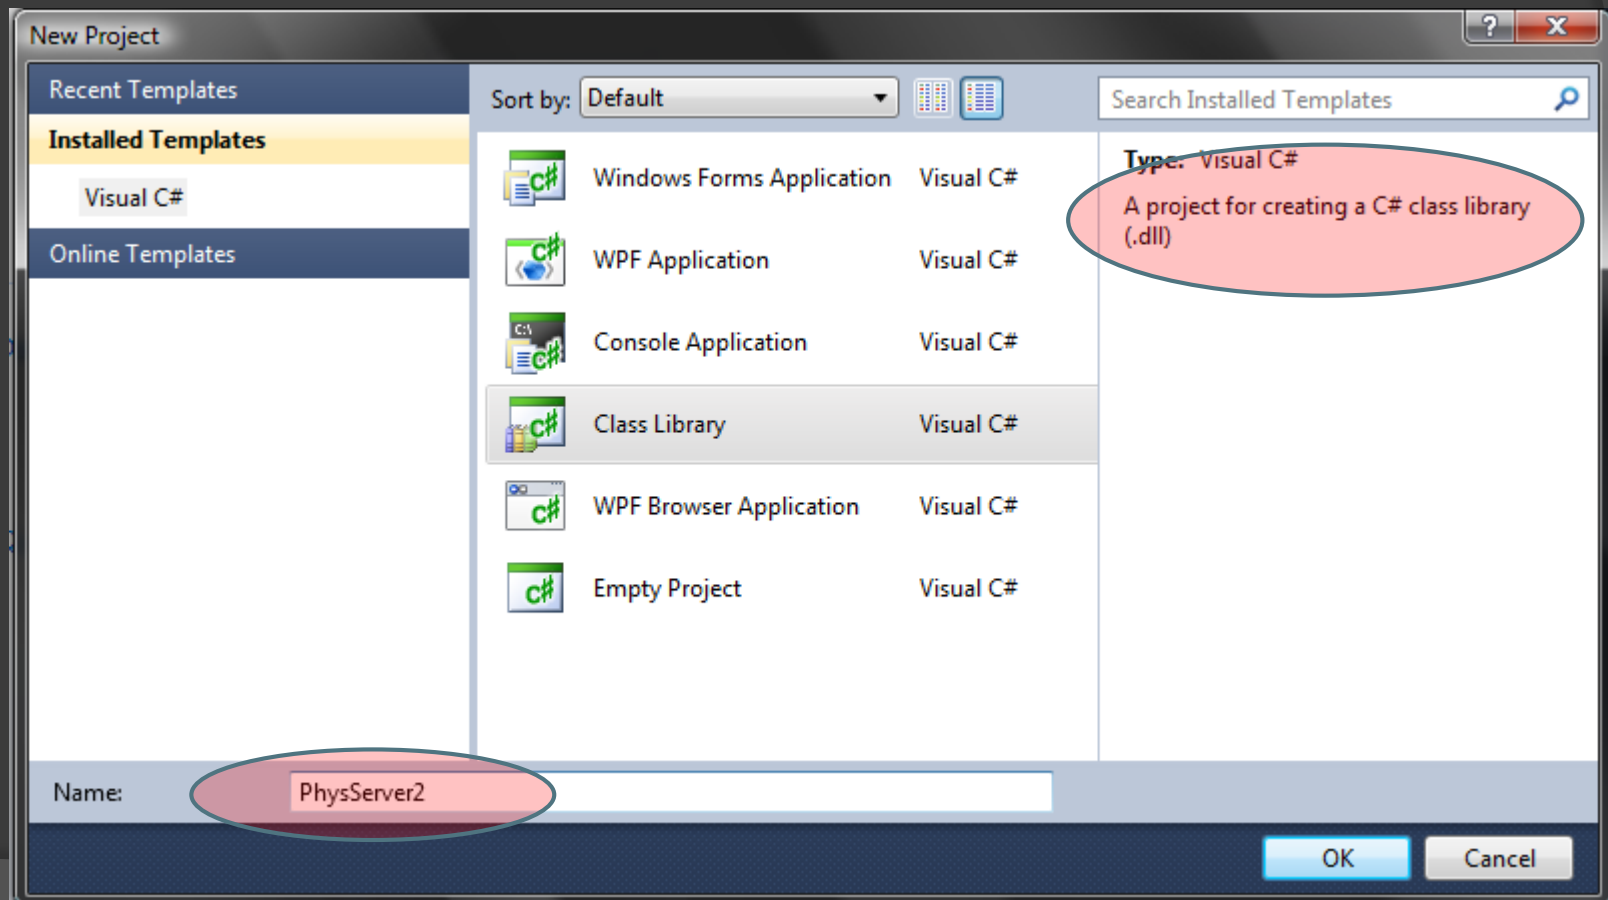 New Project
?
X
Recent Templates
Installed Templates
Visual C#
Online Templates
Sort by: Default
Search Installed Templates
Windows Forms Application Visual C#
WPF Application Visual C#
Console Application Visual C#
Class Library Visual C#
WPF Browser Application Visual C#
Empty Project Visual C#
Type: Visual C#
A project for creating a C# class library
(.dll)
Name: PhysServer2
OK Cancel